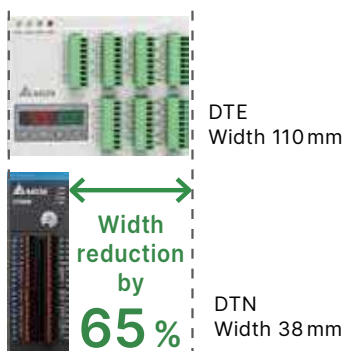 DTE
Width 110 mm
Width
reduction
by
65 %
DTN
Width 38 mm